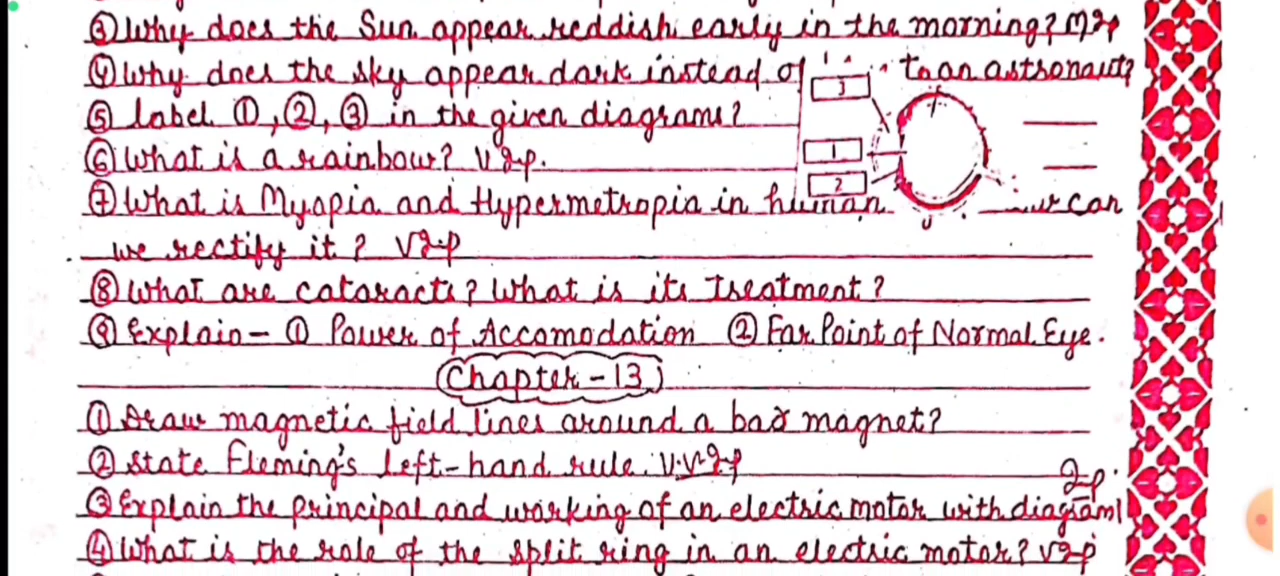 ③ Why does the Sun appear reddish early in the morning?
④ Why does the sky appear dark instead of to an astronaut?
3
⑤ label ①, ②, ③ in the given diagrams?
1
⑥ What is a rainbow? V.Imp.
2
⑦ What is Myopia and Hypermetropia in human can
we rectify it? VImp
⑧ What are cataracts? What is its treatment?
⑨ Explain - ① Power of Accomodation ② Far Point of Normal Eye.
Chapter - 13
① Draw magnetic field lines around a bar magnet?
② State Fleming's left-hand rule. V.V.Imp
Imp.
③ Explain the principal and working of an electric motor with diagram!
④ What is the role of the split ring in an electric motor? VImp